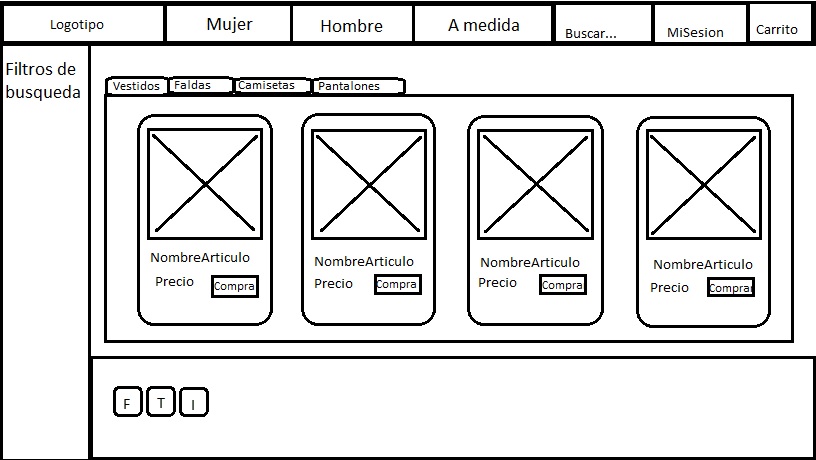 Logotipo
Mujer
Hombre
A medida
Buscar...
MiSesion
Carrito
Filtros de
busqueda
Vestidos
Faldas
Camisetas
Pantalones
NombreArticulo
Precio
Compra
NombreArticulo
Precio
Compra
NombreArticulo
Precio
Compra
NombreArticulo
Precio
Comprar
F
T
I